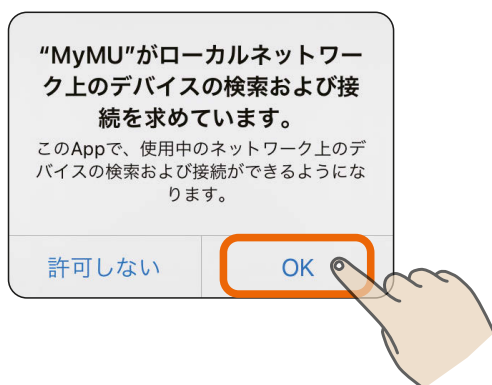 “MyMU”がローカルネットワー
ク上のデバイスの検索および接
続を求めています。
このAppで、使用中のネットワーク上のデ
バイスの検索および接続ができるようにな
ります。
許可しない
OK